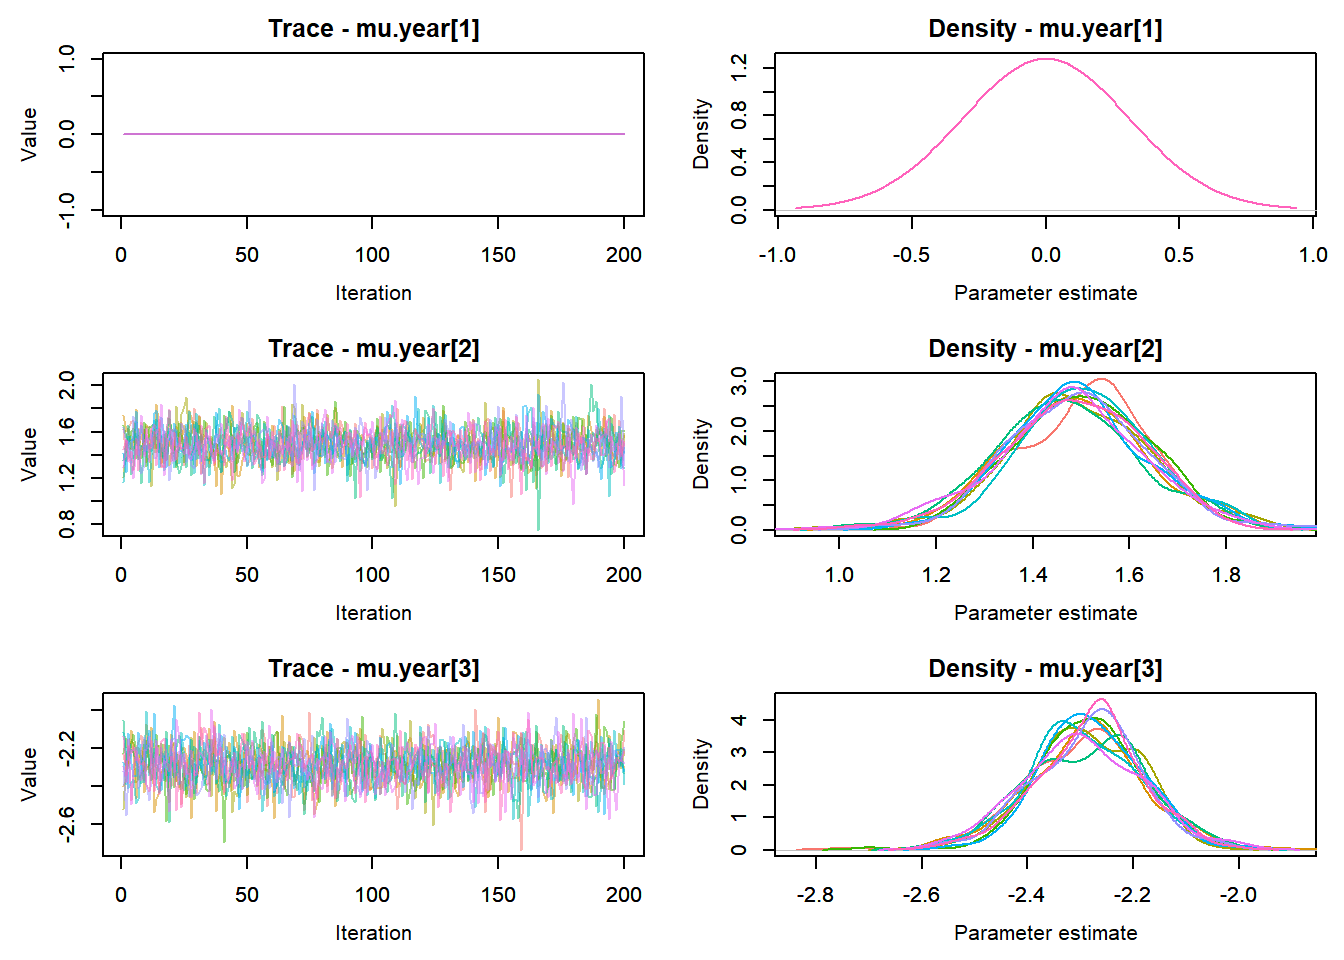 Trace - mu.year[1]
Value
-1.0
0.0
1.0
0
50
100
150
200
Iteration
Density - mu.year[1]
Density
0.0
0.4
0.8
1.2
-1.0
-0.5
0.0
0.5
1.0
Parameter estimate
Trace - mu.year[2]
Value
0.8
1.2
1.6
2.0
0
50
100
150
200
Iteration
Density - mu.year[2]
Density
0.0
1.0
2.0
3.0
1.0
1.2
1.4
1.6
1.8
Parameter estimate
Trace - mu.year[3]
Value
-2.6
-2.2
0
50
100
150
200
Iteration
Density - mu.year[3]
Density
0
1
2
3
4
-2.8
-2.6
-2.4
-2.2
-2.0
Parameter estimate